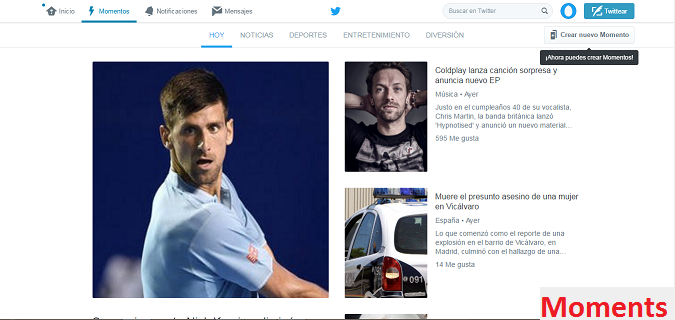 Inicio
Momentos
Notificaciones
Mensajes
Buscar en Twitter
Twittear
HOY
NOTICIAS
DEPORTES
ENTRETENIMIENTO
DIVERSIÓN
Crear nuevo Momento
¡Ahora puedes crear Momentos!
Coldplay lanza canción sorpresa y
anuncia nuevo EP
Música • Ayer
Justo en el cumpleaños 40 de su vocalista,
Chris Martin, la banda británica lanzó
'Hypnotised' y anunció un nuevo material...
595 Me gusta
Muere el presunto asesino de una mujer
en Vicálvaro
España • Ayer
Lo que comenzó como el reporte de una
explosión en el barrio de Vicálvaro, en
Madrid, culminó con el hallazgo de una...
14 Me gusta
091
Moments